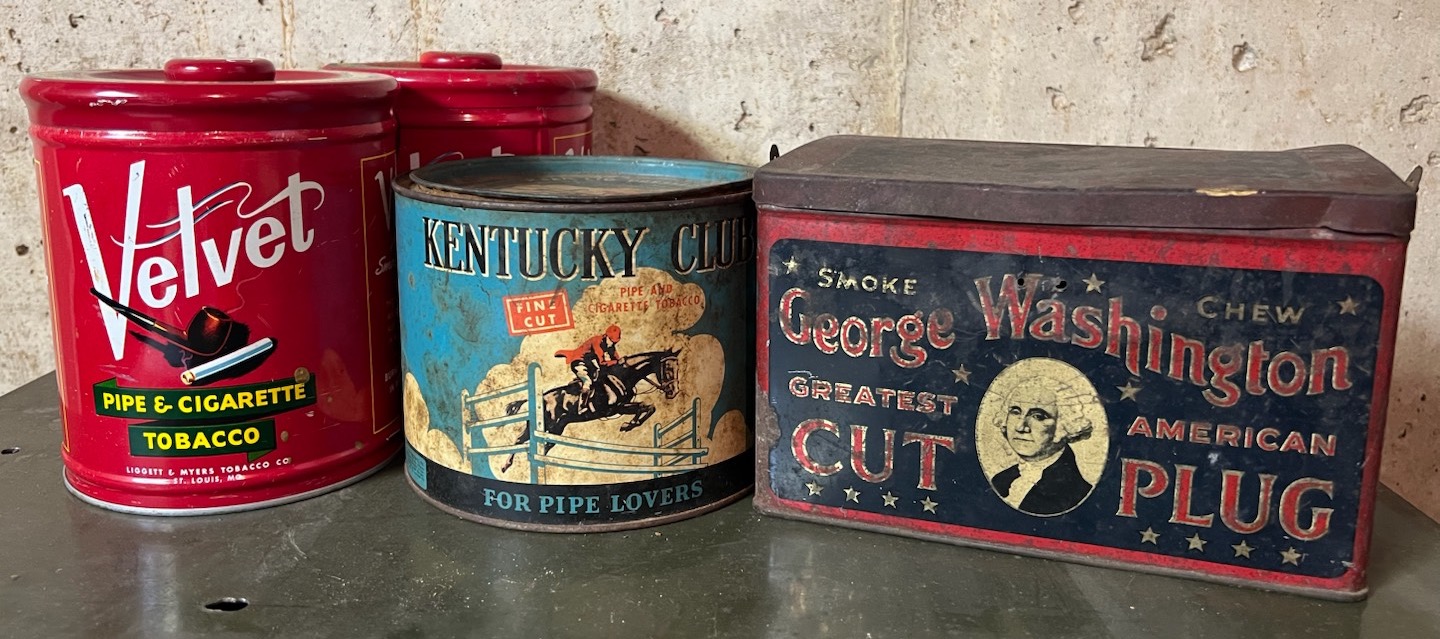 Velvet
PIPE & CIGARETTE
TOBACCO
LIGGETT & MYERS TOBACCO CO.
ST. LOUIS, MO.
KENTUCKY CLUB
FINE
CUT
PIPE AND
CIGARETTE TOBACCO
FOR PIPE LOVERS
SMOKE
CHEW
George Washington
GREATEST
AMERICAN
CUT
PLUG